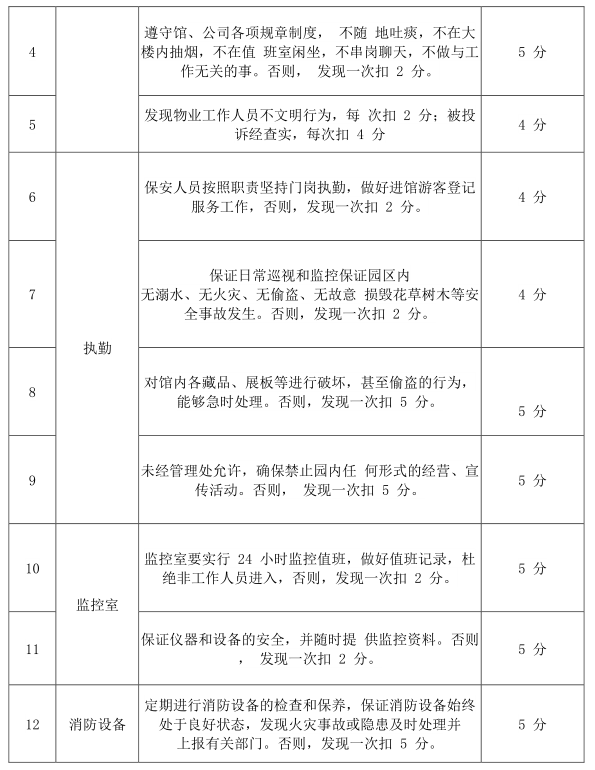 4
遵守馆、公司各项规章制度， 不随 地吐痰，不在大
楼内抽烟，不在值 班室闲坐，不串岗聊天，不做与工
作无关的事。否则， 发现一次扣 2 分。
5 分
5
发现物业工作人员不文明行为，每 次扣 2 分；被投
诉经查实，每次扣 4 分
4 分
执勤
6
保安人员按照职责坚持门岗执勤，做好进馆游客登记
服务工作，否则，发现一次扣 2 分。
4 分
7
保证日常巡视和监控保证园区内
无溺水、无火灾、无偷盗、无故意 损毁花草树木等安
全事故发生。否则，发现一次扣 2 分。
4 分
8
对馆内各藏品、展板等进行破坏，甚至偷盗的行为，
能够急时处理。否则，发现一次扣 5 分。
5 分
9
未经管理处允许，确保禁止园内任 何形式的经营、宣
传活动。否则， 发现一次扣 5 分。
5 分
监控室
10
监控室要实行 24 小时监控值班，做好值班记录，杜
绝非工作人员进入，否则，发现一次扣 2 分。
5 分
11
保证仪器和设备的安全，并随时提 供监控资料。否则
， 发现一次扣 2 分。
5 分
12
消防设备
定期进行消防设备的检查和保养，保证消防设备始终
处于良好状态，发现火灾事故或隐患及时处理并
上报有关部门。否则，发现一次扣 5 分。
5 分